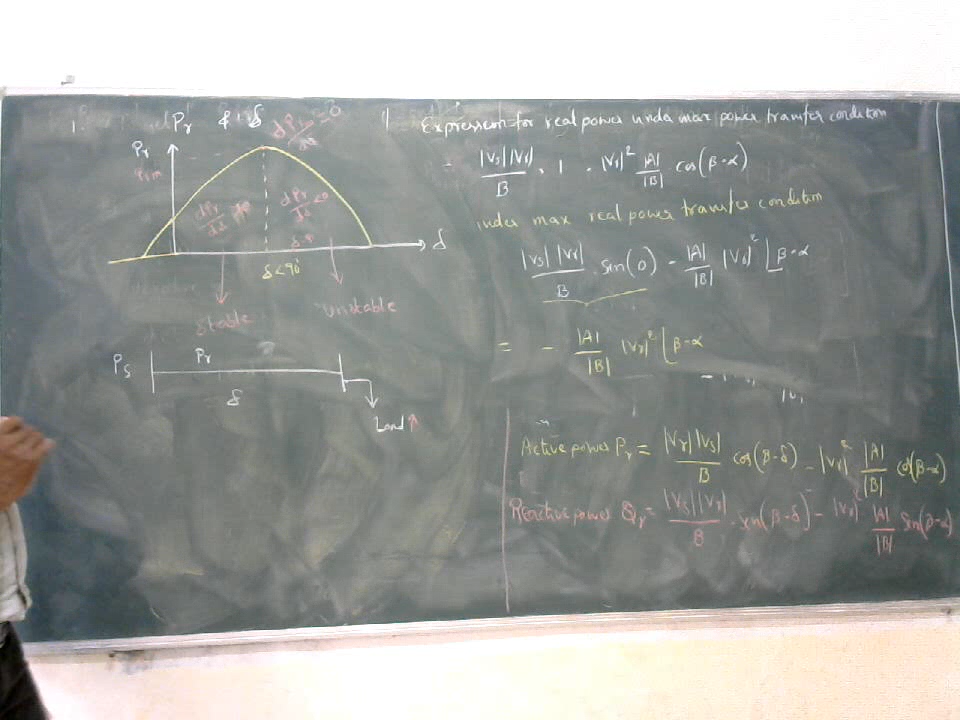 1.
Pr & δ
dPr/dδ = 0
Pr
Prm
dPr/dδ > 0
dPr/dδ < 0
δ
δ < 90°
Stable
Unstable
Ps
Pr
δ
Load ↑
Expression for real power under max power transfer condition
= |Vs| |Vr| / B . 1 - |Vr|² |A|/|B| cos(β-α)
under max real power transfer condition
|Vs| |Vr| / B . sin(0) - |A|/|B| |Vr|² ∠β-α
= - |A|/|B| |Vr|² ∠β-α
Active power Pr = |Vr| |Vs| / B cos(β-δ) - |Vr|² |A|/|B| cos(β-α)
Reactive power Qr = |Vs| |Vr| / B . sin(β-δ) - |Vr|² |A|/|B| Sin(β-α)